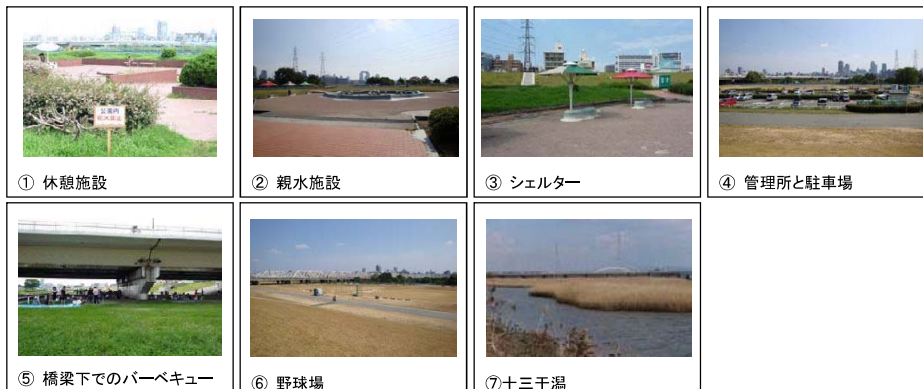 ① 休憩施設
② 親水施設
③ シェルター
④ 管理所と駐車場
⑤ 橋梁下でのバーベキュー
⑥ 野球場
⑦十三干潟